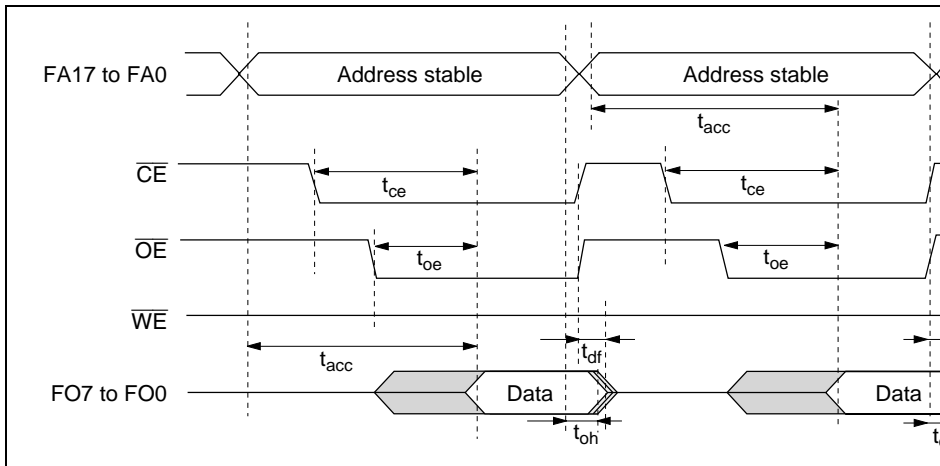 FA17 to FA0
Address stable
Address stable
tacc
CE
tce
tce
OE
toe
toe
WE
tacc
tdf
FO7 to FO0
Data
Data
toh